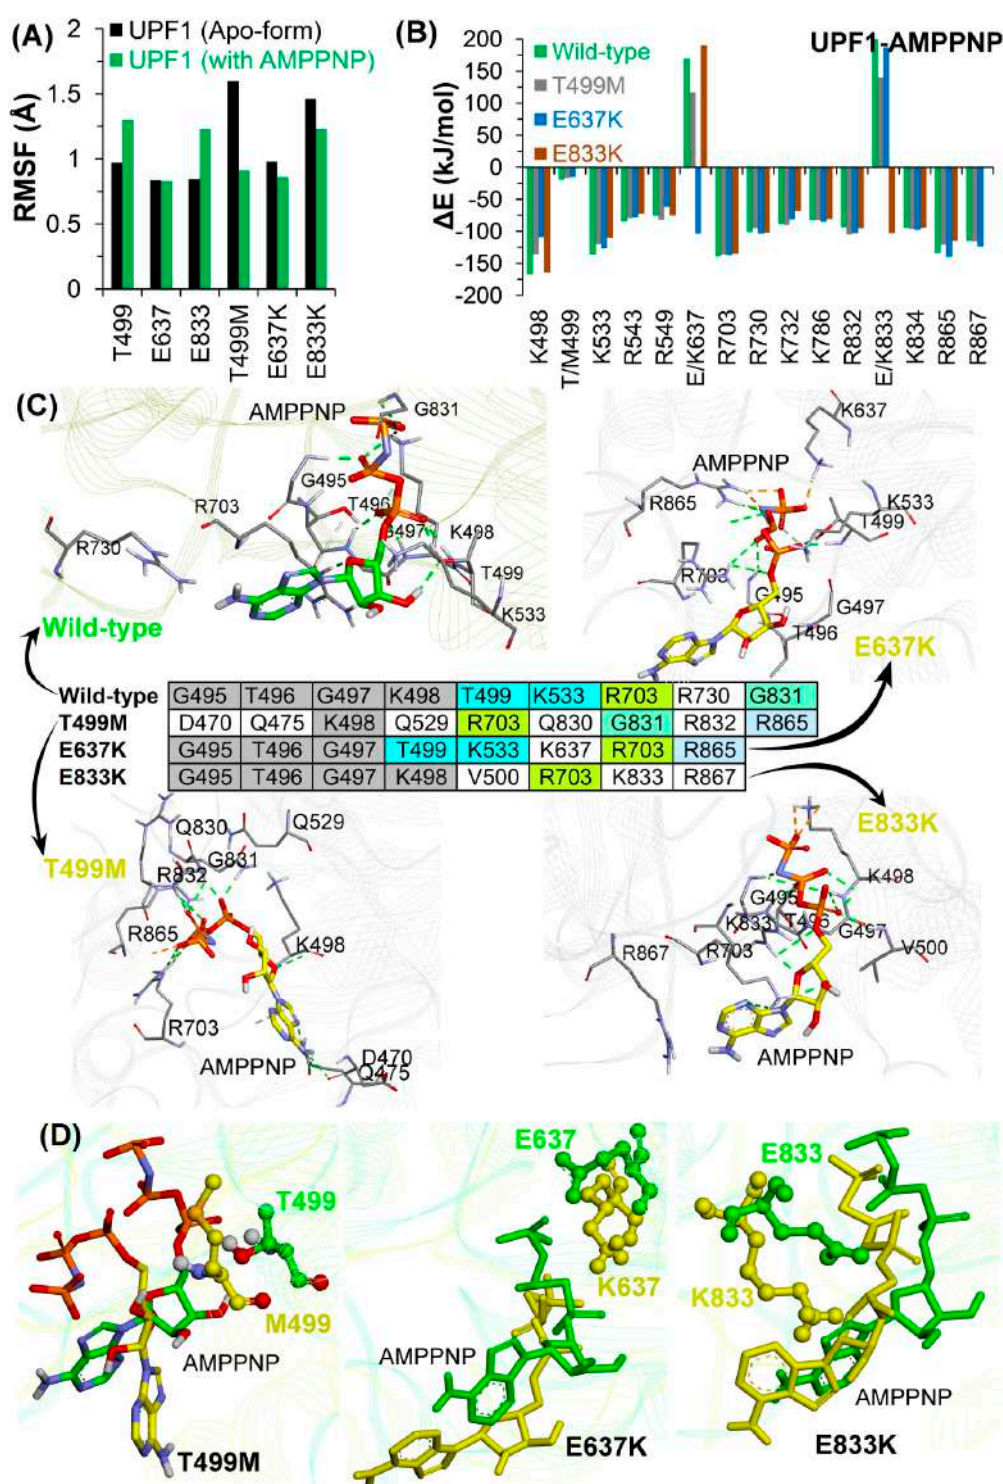 (A)
UPF1 (Apo-form)
UPF1 (with AMPPNP)
RMSF (Å)
2
1.5
1
0.5
0
T499
E637
E833
T499M
E637K
E833K
(B)
UPF1-AMPPNP
Wild-type
T499M
E637K
E833K
ΔE (kJ/mol)
200
150
100
50
0
-50
-100
-150
-200
K498
T/M499
K533
R543
R549
E/K637
R703
R730
K732
K786
R832
E/K833
K834
R865
R867
(C)
AMPPNP
G831
G495
R703
T496
R730
K498
T499
K533
Wild-type
K637
AMPPNP
R865
K533
T499
R703
G495
G497
T496
E637K
Wild-type G495 T496 G497 K498 T499 K533 R703 R730 G831
T499M D470 Q475 K498 Q529 R703 Q830 G831 R832 R865
E637K G495 T496 G497 T499 K533 K637 R703 R865
E833K G495 T496 G497 K498 V500 R703 K833 R867
T499M
Q830
Q529
G831
R832
R865
K498
R703
AMPPNP
D470
Q475
E833K
K498
G495
K833
T496
R703
G497
V500
R867
AMPPNP
(D)
T499
M499
AMPPNP
T499M
E637
K637
AMPPNP
E637K
E833
K833
AMPPNP
E833K